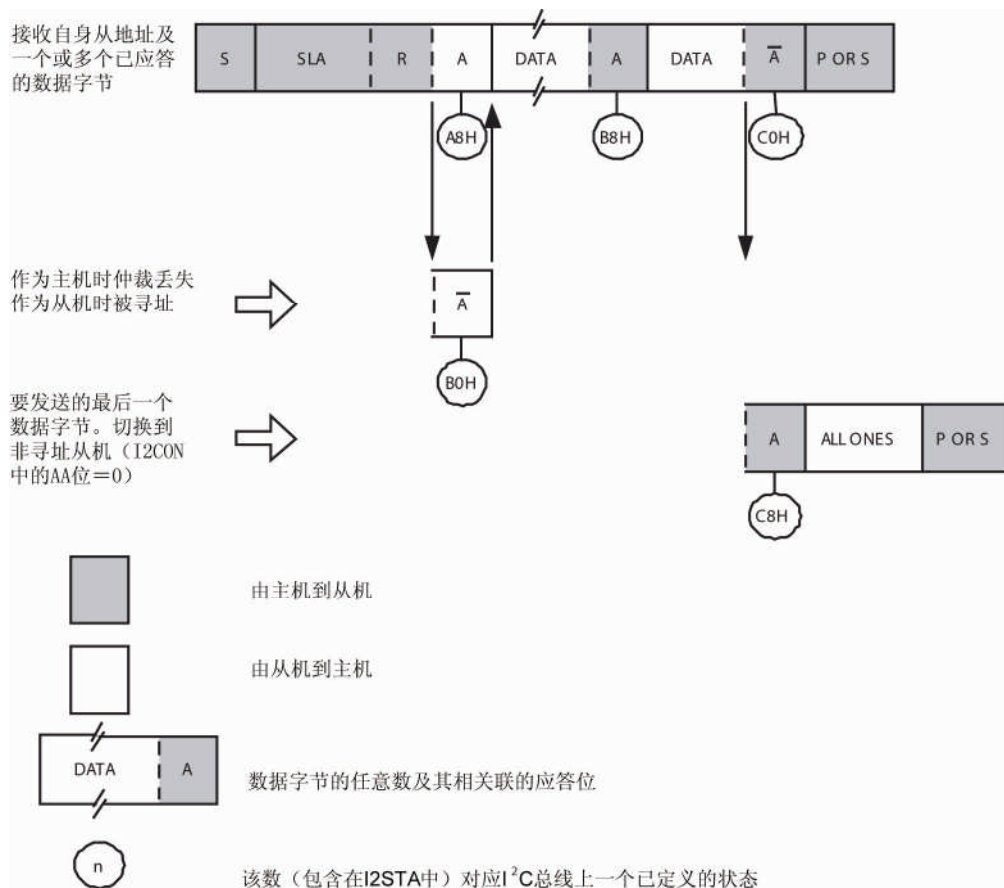 接收自身从地址及
一个或多个已应答
的数据字节
S SLA R A DATA A DATA A P OR S
A8H B8H C0H
作为主机时仲裁丢失
作为从机时被寻址
A
B0H
要发送的最后一个
数据字节。切换到
非寻址从机（I2CON
中的AA位＝0）
A ALL ONES P OR S
C8H
由主机到从机
由从机到主机
DATA A
数据字节的任意数及其相关联的应答位
n
该数（包含在I2STA中）对应I²C总线上一个已定义的状态